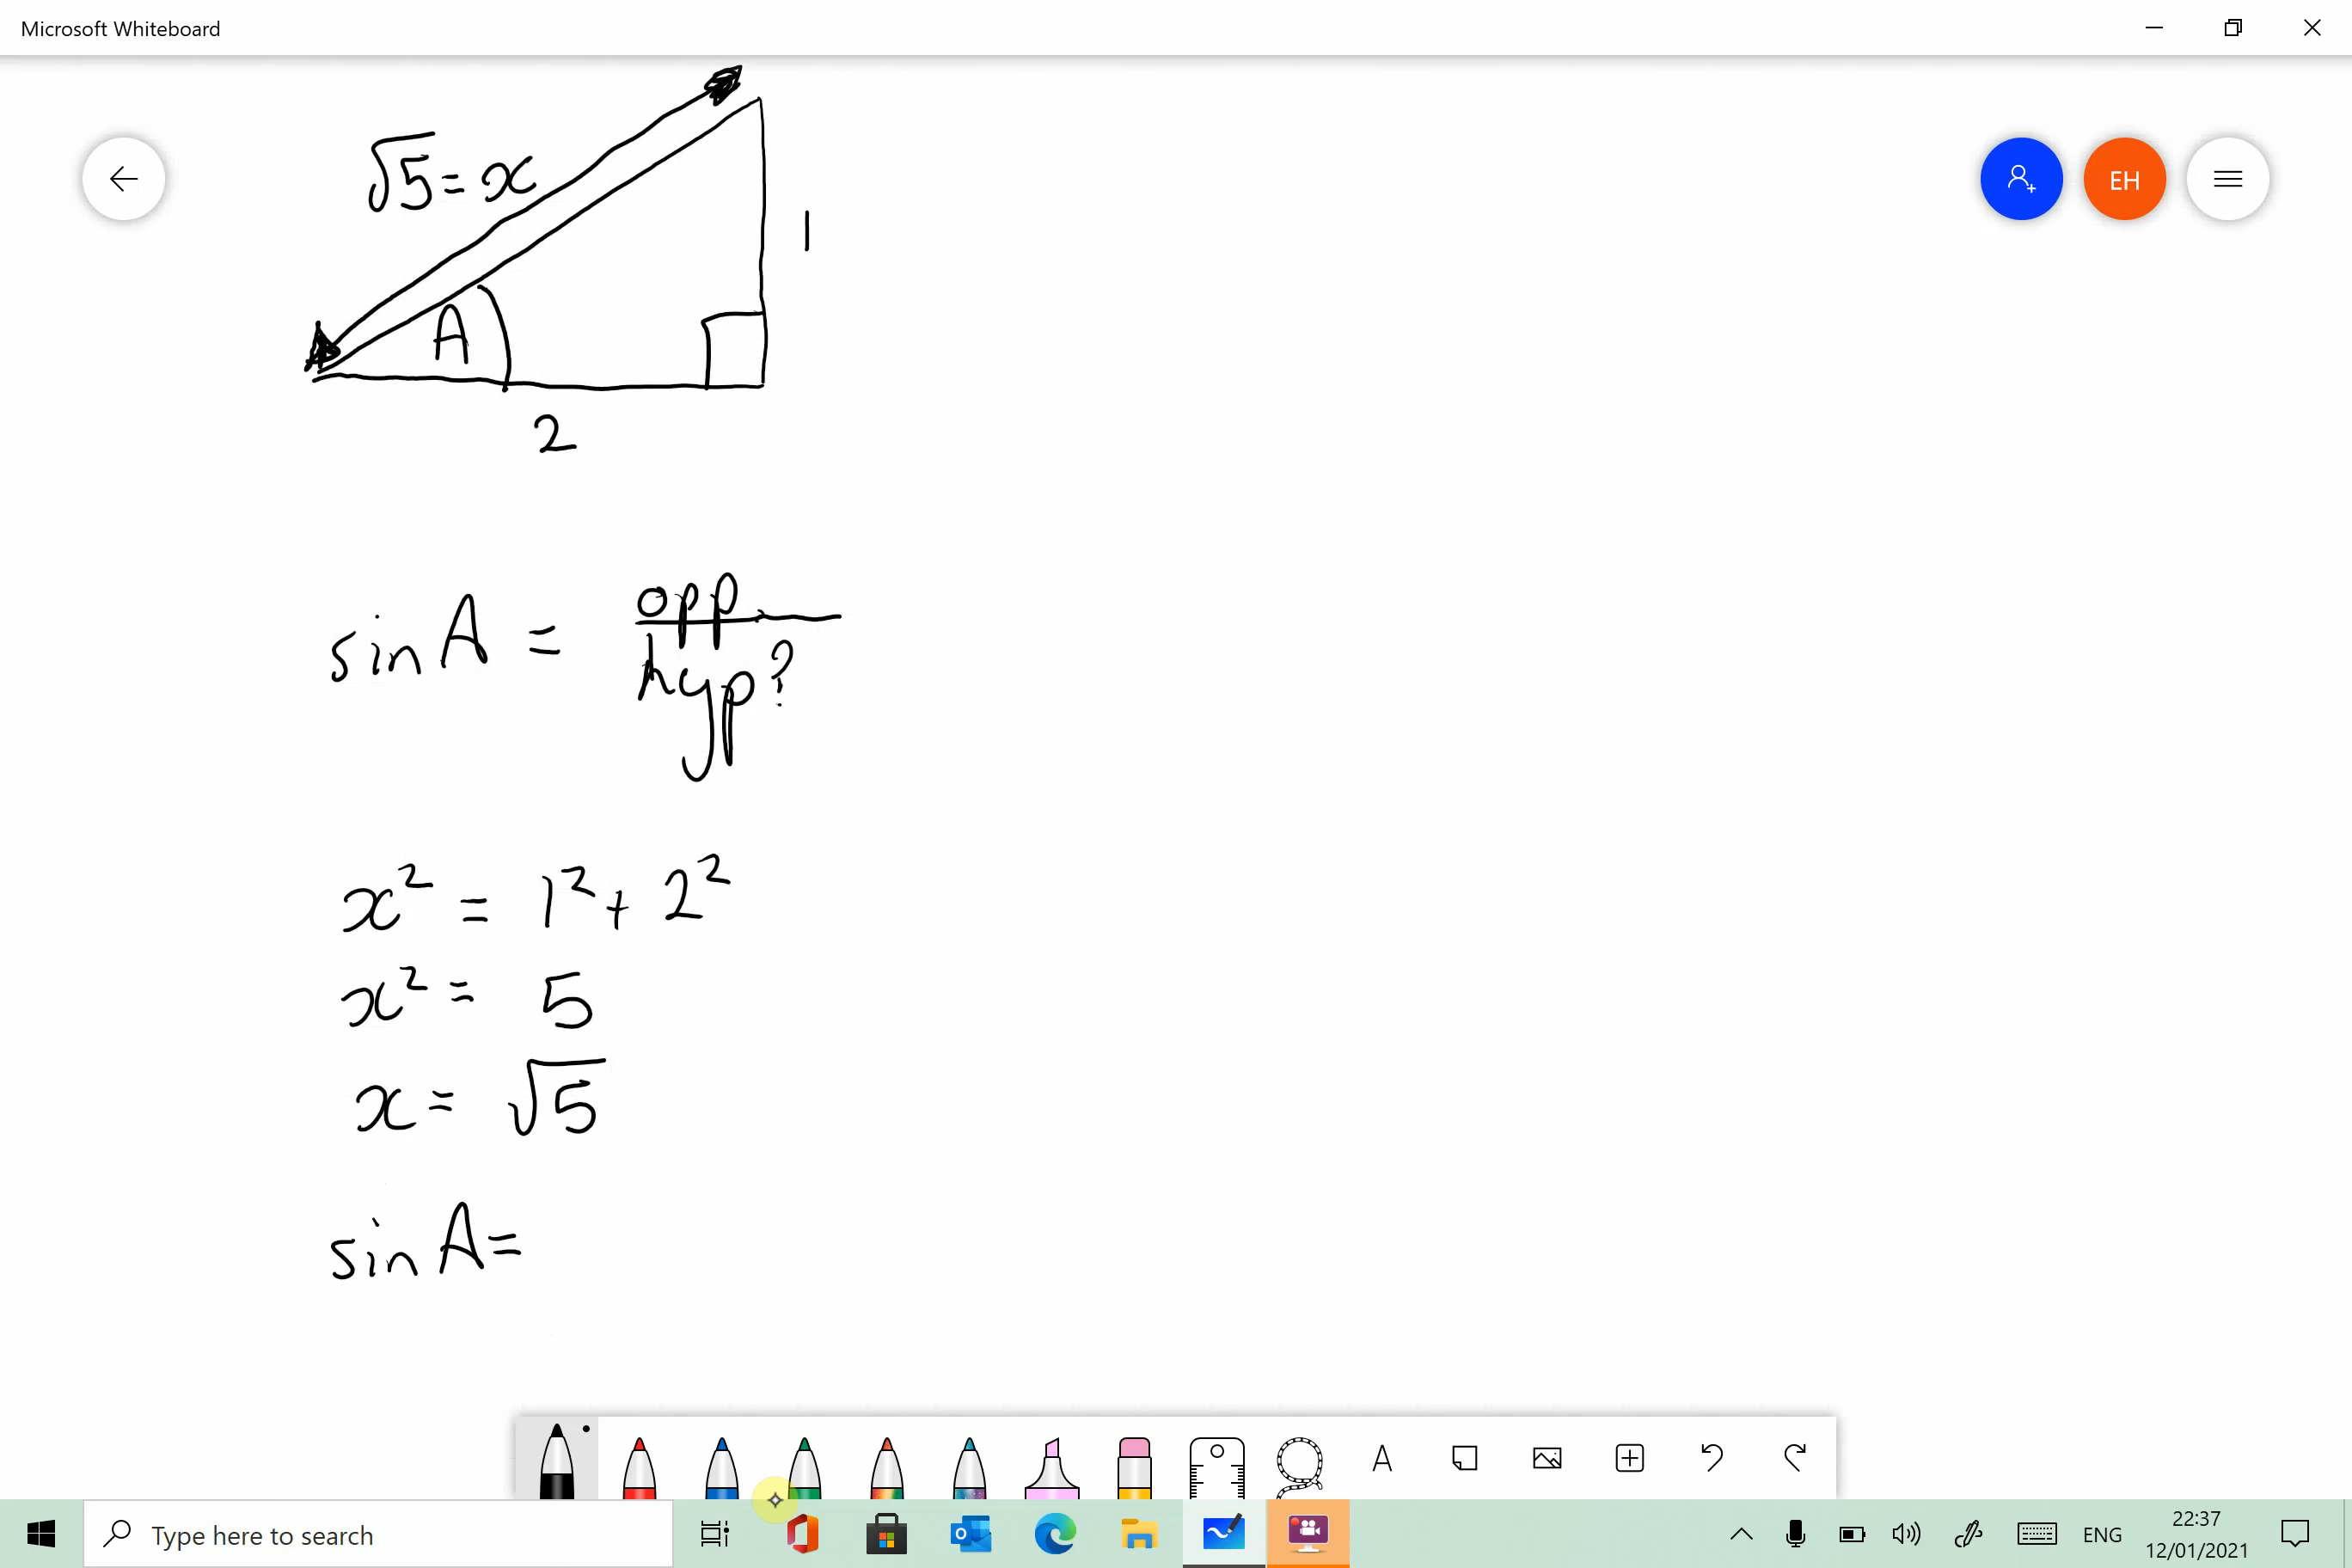 Microsoft Whiteboard
√5 = x
EH
1
A
2
sin A = opp. / hyp?
x² = 1² + 2²
x² = 5
x = √5
sin A =
A
Type here to search
ENG
22:37
12/01/2021